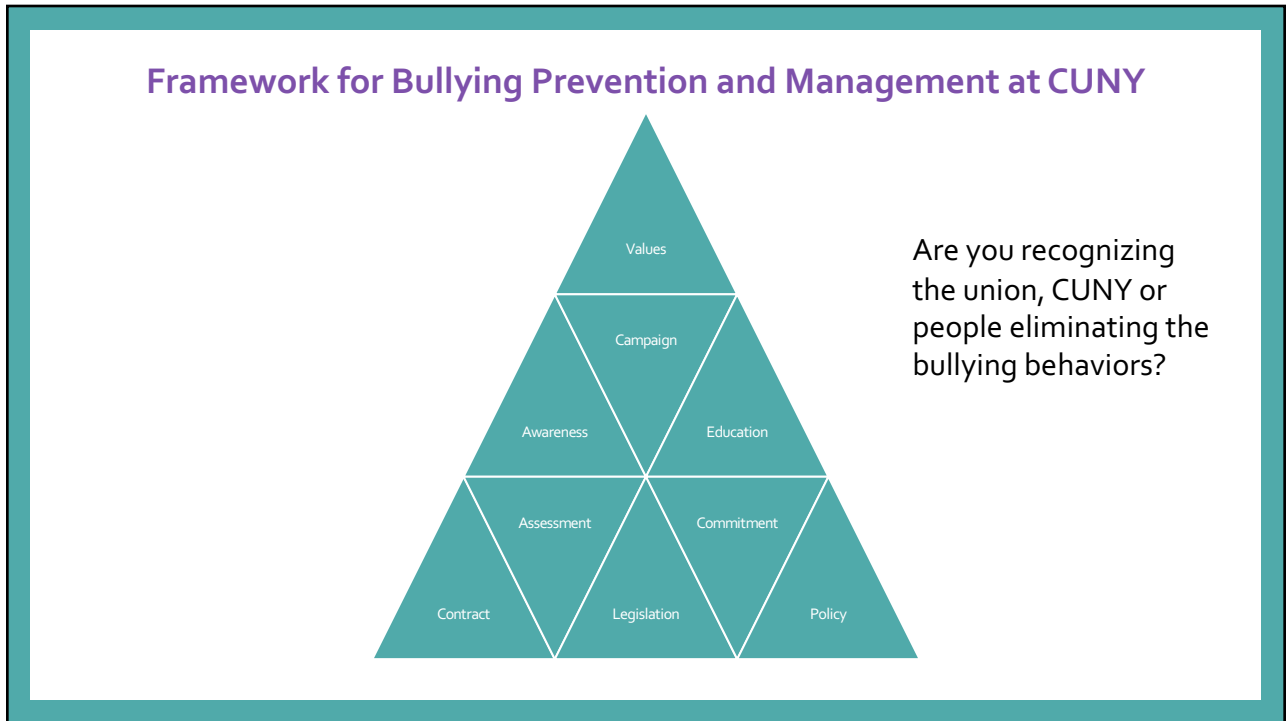 Framework for Bullying Prevention and Management at CUNY
Values
Campaign
Awareness
Education
Assessment
Commitment
Contract
Legislation
Policy
Are you recognizing
the union, CUNY or
people eliminating the
bullying behaviors?